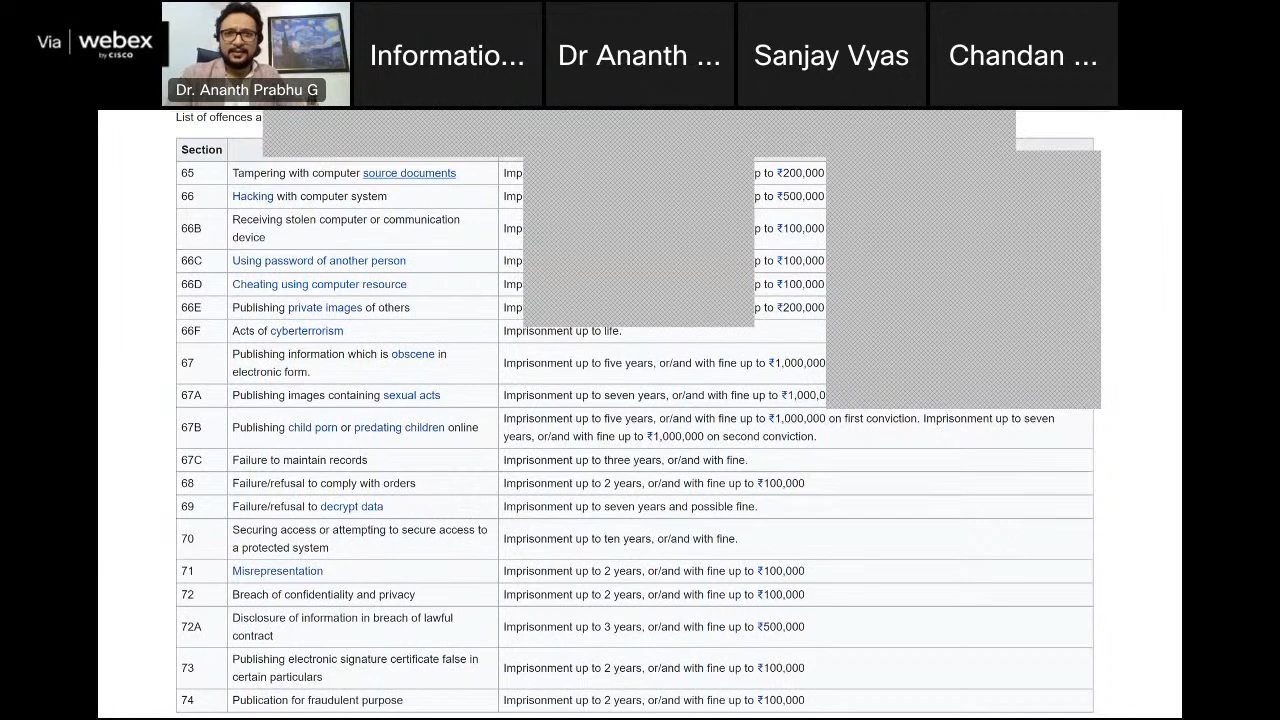 Via | webex
by CISCO
Dr. Ananth Prabhu G
Informatio...
Dr Ananth ...
Sanjay Vyas
Chandan ...
List of offences a
Section
65 Tampering with computer source documents Imp p to ₹200,000
66 Hacking with computer system Imp p to ₹500,000
Receiving stolen computer or communication
66B Imp p to ₹100,000
device
66C Using password of another person Imp p to ₹100,000
66D Cheating using computer resource Imp p to ₹100,000
66E Publishing private images of others Imp p to ₹200,000
66F Acts of cyberterrorism Imprisonment up to life.
Publishing information which is obscene in
67 Imprisonment up to five years, or/and with fine up to ₹1,000,000
electronic form.
67A Publishing images containing sexual acts Imprisonment up to seven years, or/and with fine up to ₹1,000,0
Imprisonment up to five years, or/and with fine up to ₹1,000,000 on first conviction. Imprisonment up to seven
67B Publishing child porn or predating children online
years, or/and with fine up to ₹1,000,000 on second conviction.
67C Failure to maintain records Imprisonment up to three years, or/and with fine.
68 Failure/refusal to comply with orders Imprisonment up to 2 years, or/and with fine up to ₹100,000
69 Failure/refusal to decrypt data Imprisonment up to seven years and possible fine.
Securing access or attempting to secure access to
70 Imprisonment up to ten years, or/and with fine.
a protected system
71 Misrepresentation Imprisonment up to 2 years, or/and with fine up to ₹100,000
72 Breach of confidentiality and privacy Imprisonment up to 2 years, or/and with fine up to ₹100,000
Disclosure of information in breach of lawful
72A Imprisonment up to 3 years, or/and with fine up to ₹500,000
contract
Publishing electronic signature certificate false in
73 Imprisonment up to 2 years, or/and with fine up to ₹100,000
certain particulars
74 Publication for fraudulent purpose Imprisonment up to 2 years, or/and with fine up to ₹100,000